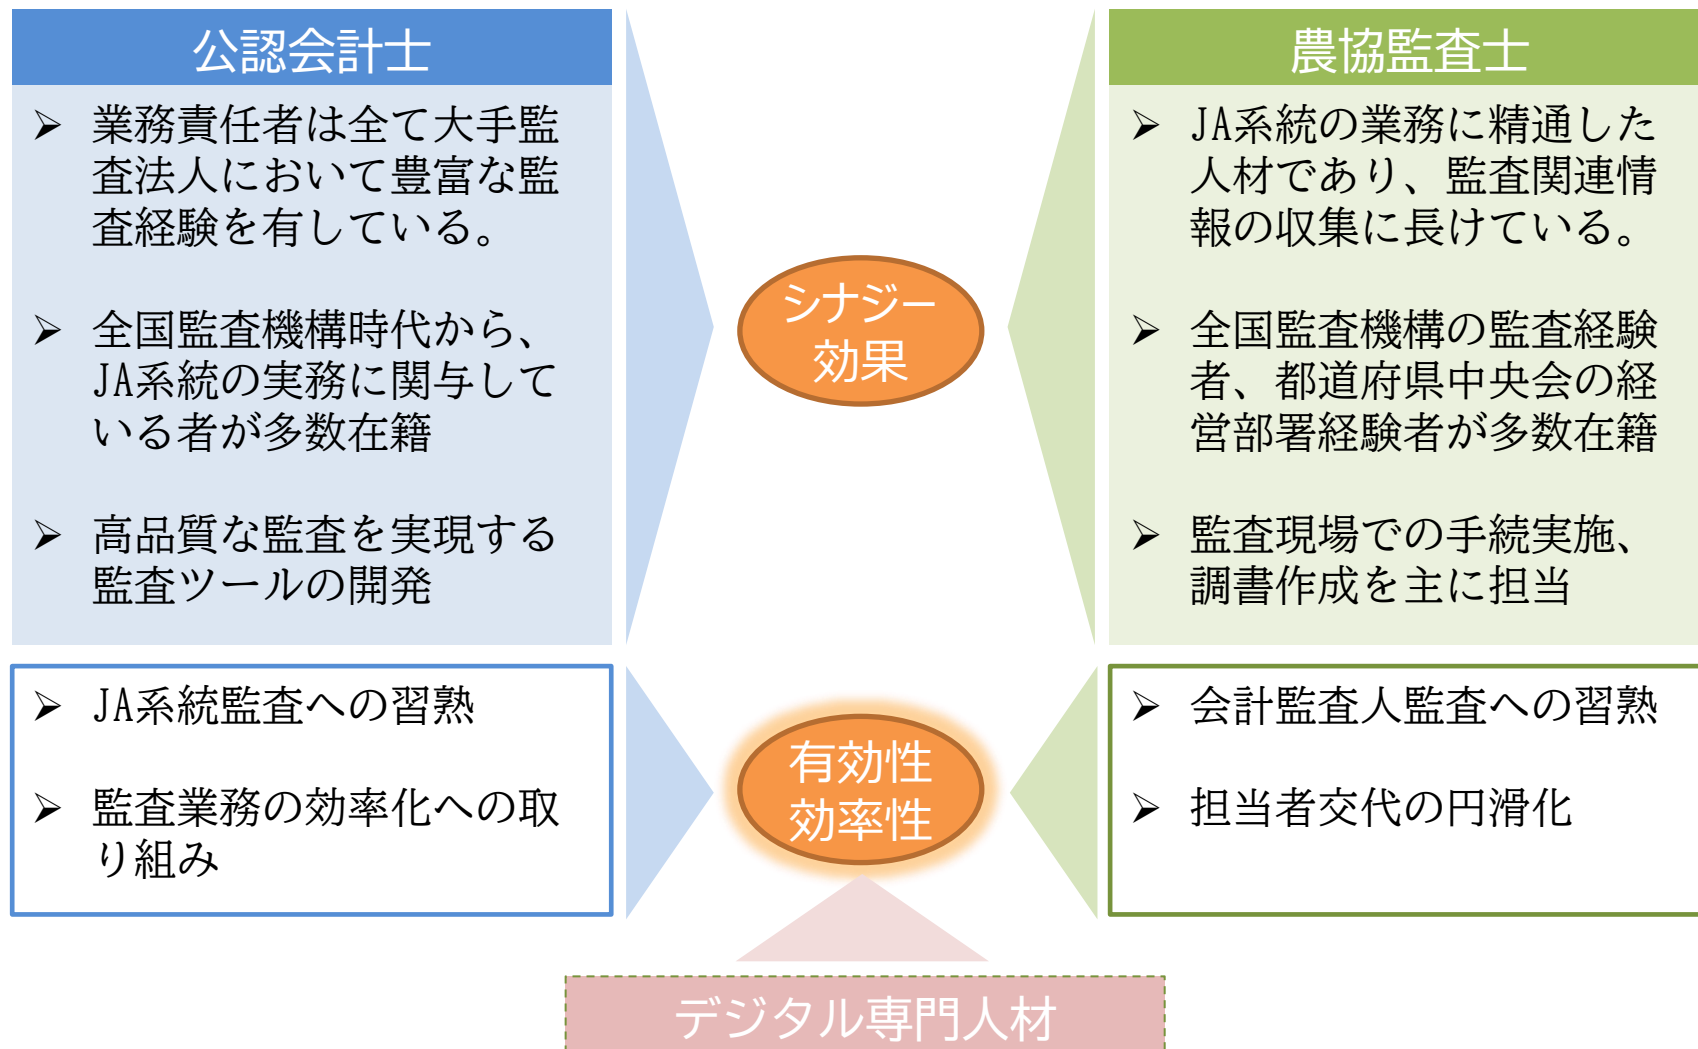 公認会計士
➢ 業務責任者は全て大手監
査法人において豊富な監
査経験を有している。
➢ 全国監査機構時代から、
JA系統の実務に関与して
いる者が多数在籍
➢ 高品質な監査を実現する
監査ツールの開発
➢ JA系統監査への習熟
➢ 監査業務の効率化への取
り組み
シナジー
効果
有効性
効率性
農協監査士
➢ JA系統の業務に精通した
人材であり、監査関連情
報の収集に長けている。
➢ 全国監査機構の監査経験
者、都道府県中央会の経
営部署経験者が多数在籍
➢ 監査現場での手続実施、
調書作成を主に担当
➢ 会計監査人監査への習熟
➢ 担当者交代の円滑化
デジタル専門人材